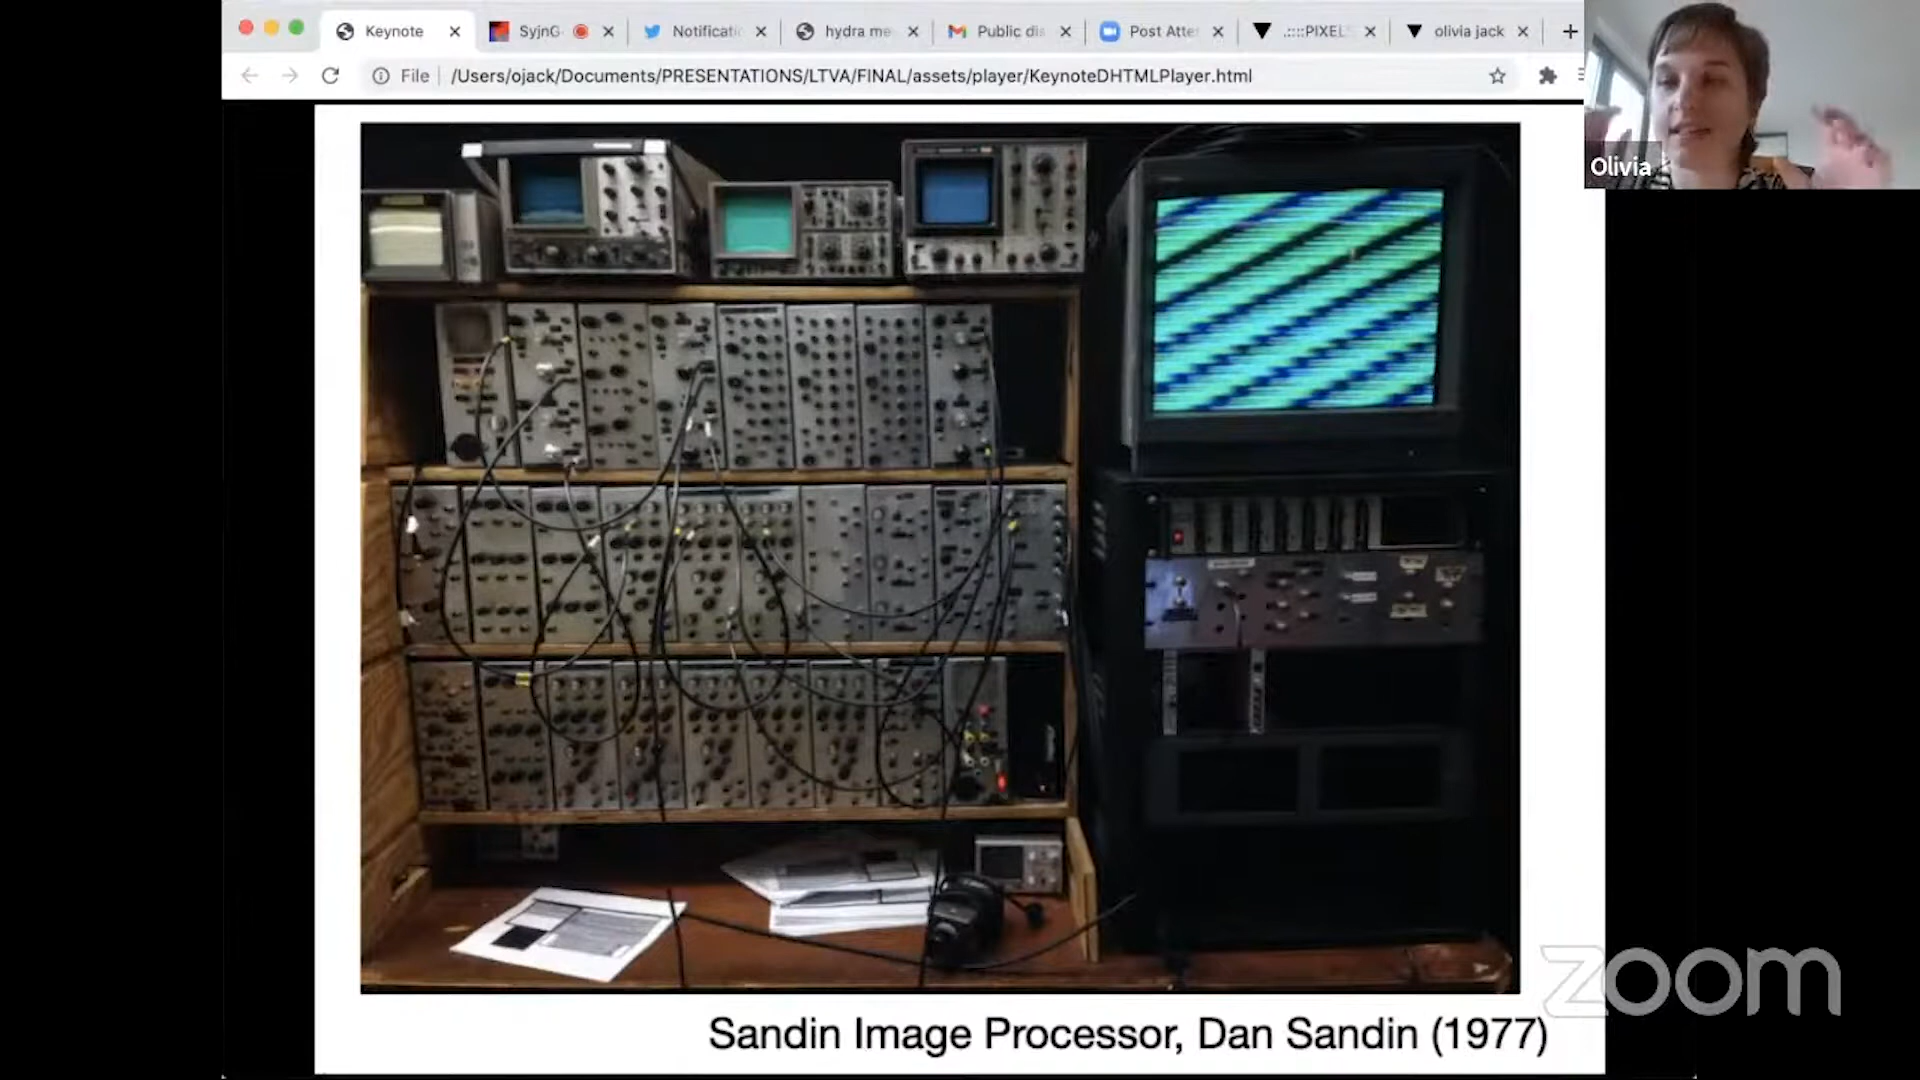 Keynote
SyjnG
Notificati
hydra me
Public dis
Post Atte
.::::PIXELS
olivia jack
File
/Users/ojack/Documents/PRESENTATIONS/LTVA/FINAL/assets/player/KeynoteDHTMLPlayer.html
Olivia
zoom
Sandin Image Processor, Dan Sandin (1977)